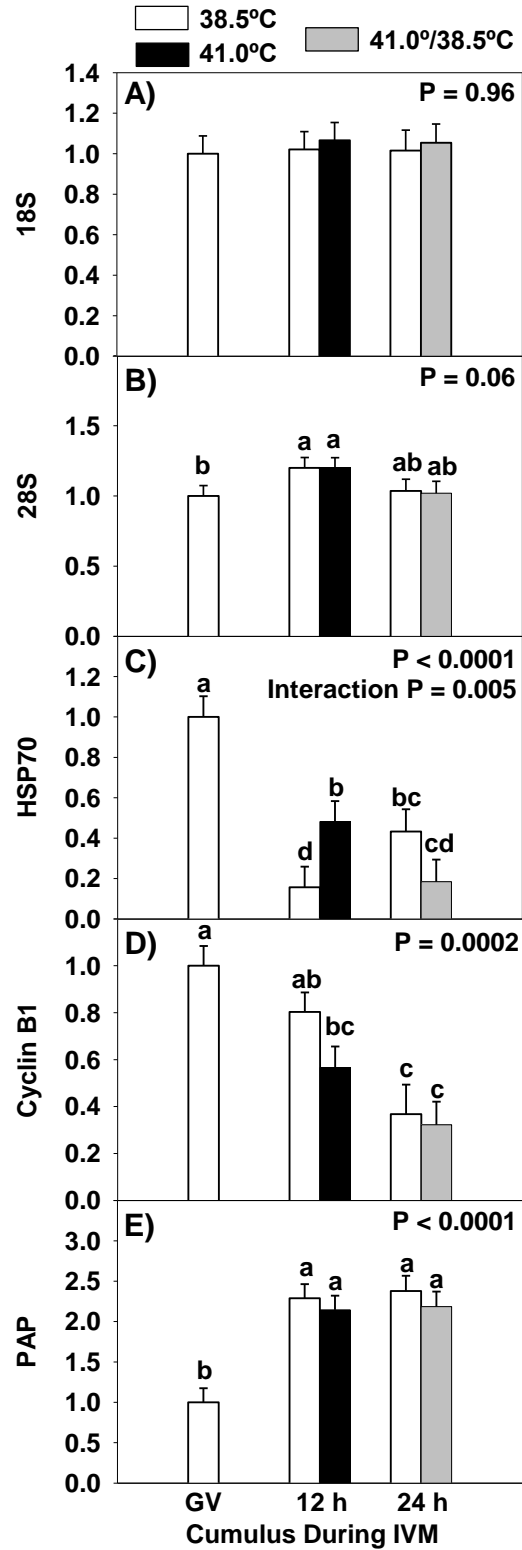 38.5ºC
41.0ºC
41.0º/38.5ºC
A)
P = 0.96
18S
1.4
1.2
1.0
0.8
0.6
0.4
0.2
0.0
B)
P = 0.06
28S
1.5
1.0
0.5
0.0
b
a
a
ab
ab
C)
P < 0.0001
Interaction P = 0.005
HSP70
1.2
1.0
0.8
0.6
0.4
0.2
0.0
a
d
b
bc
cd
D)
P = 0.0002
Cyclin B1
1.0
0.8
0.6
0.4
0.2
0.0
a
ab
bc
c
c
E)
P < 0.0001
PAP
3.0
2.5
2.0
1.5
1.0
0.5
0.0
b
a
a
a
a
GV
12 h
24 h
Cumulus During IVM